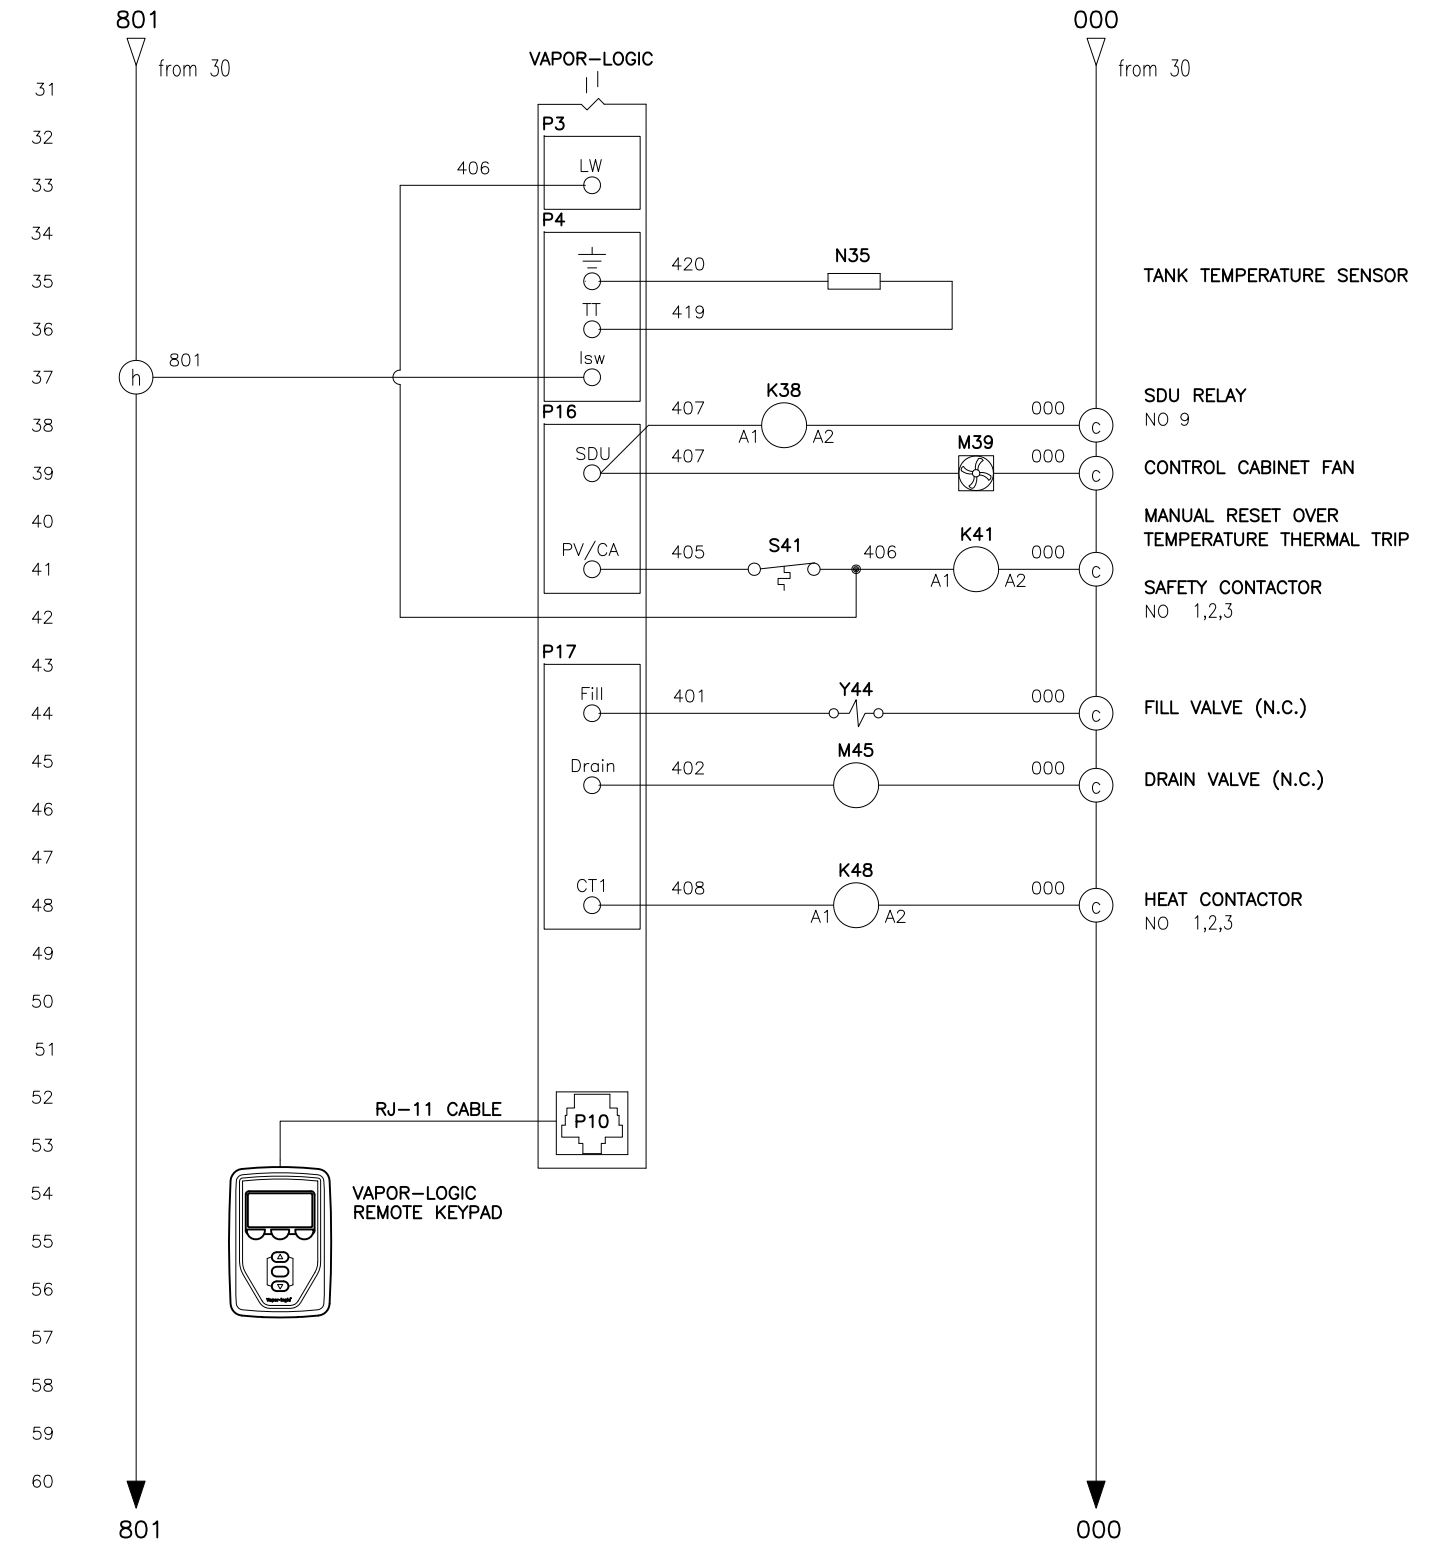 801
000
from 30
from 30
VAPOR-LOGIC
31
32
P3
LW
406
33
34
P4
35
420
N35
TANK TEMPERATURE SENSOR
TT
36
419
Isw
37
h
801
P16
38
407
K38
A1
A2
000
c
SDU RELAY
NO 9
SDU
39
407
M39
000
c
CONTROL CABINET FAN
40
MANUAL RESET OVER
TEMPERATURE THERMAL TRIP
PV/CA
41
405
S41
406
K41
A1
A2
000
c
SAFETY CONTACTOR
NO 1,2,3
42
43
P17
Fill
44
401
Y44
000
c
FILL VALVE (N.C.)
45
Drain
402
M45
000
c
DRAIN VALVE (N.C.)
46
47
CT1
48
408
K48
A1
A2
000
c
HEAT CONTACTOR
NO 1,2,3
49
50
51
52
RJ-11 CABLE
P10
53
54
VAPOR-LOGIC
REMOTE KEYPAD
55
56
Vapor-logic
57
58
59
60
801
000